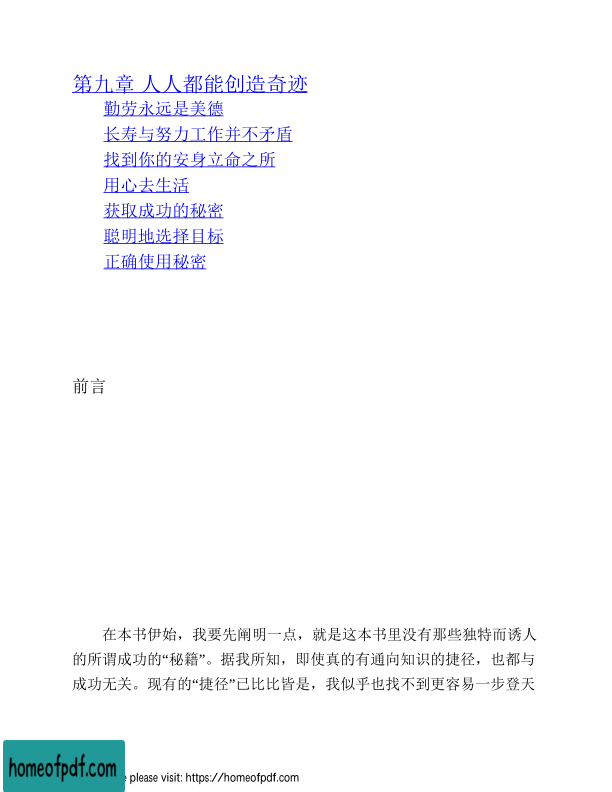 第九章 人人都能创造奇迹
勤劳永远是美德
长寿与努力工作并不矛盾
找到你的安身立命之所
用心去生活
获取成功的秘密
聪明地选择目标
正确使用秘密
前言
在本书伊始，我要先阐明一点，就是这本书里没有那些独特而诱人
的所谓成功的“秘籍”。据我所知，即使真的有通向知识的捷径，也都与
成功无关。现有的“捷径”已比比皆是，我似乎也找不到更容易一步登天
homeofpdf.com
e please visit: https://homeofpdf.com